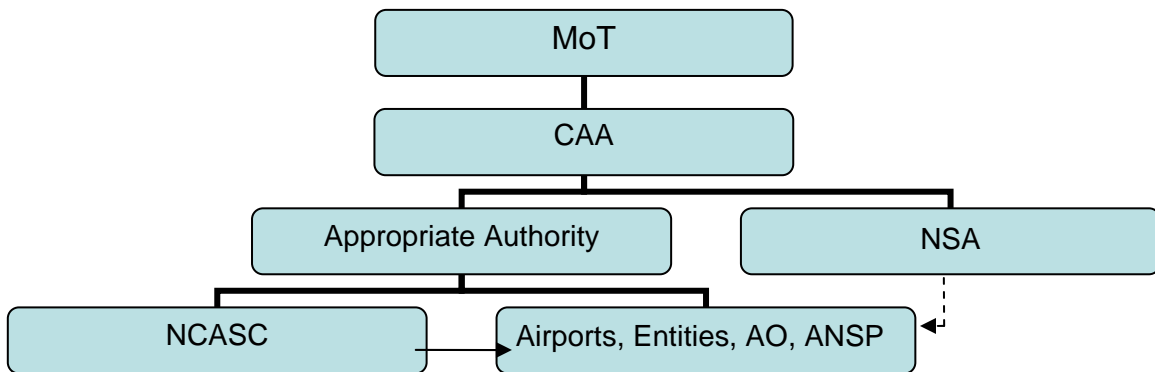 MoT
CAA
Appropriate Authority
NSA
NCASC
Airports, Entities, AO, ANSP